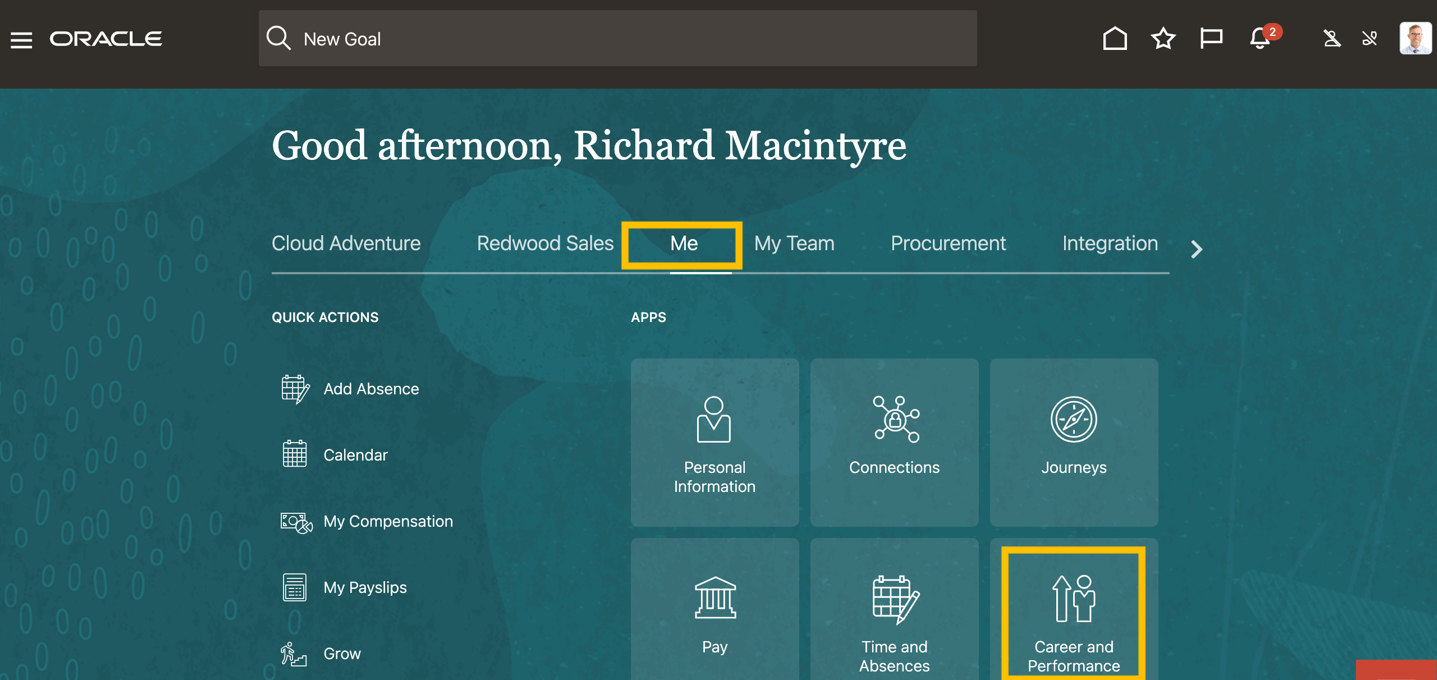 ORACLE
New Goal
2
Good afternoon, Richard Macintyre
Cloud Adventure
Redwood Sales
Me
My Team
Procurement
Integration
QUICK ACTIONS
Add Absence
Calendar
My Compensation
My Payslips
Grow
APPS
Personal
Information
Connections
Journeys
Pay
Time and
Absences
Career and
Performance